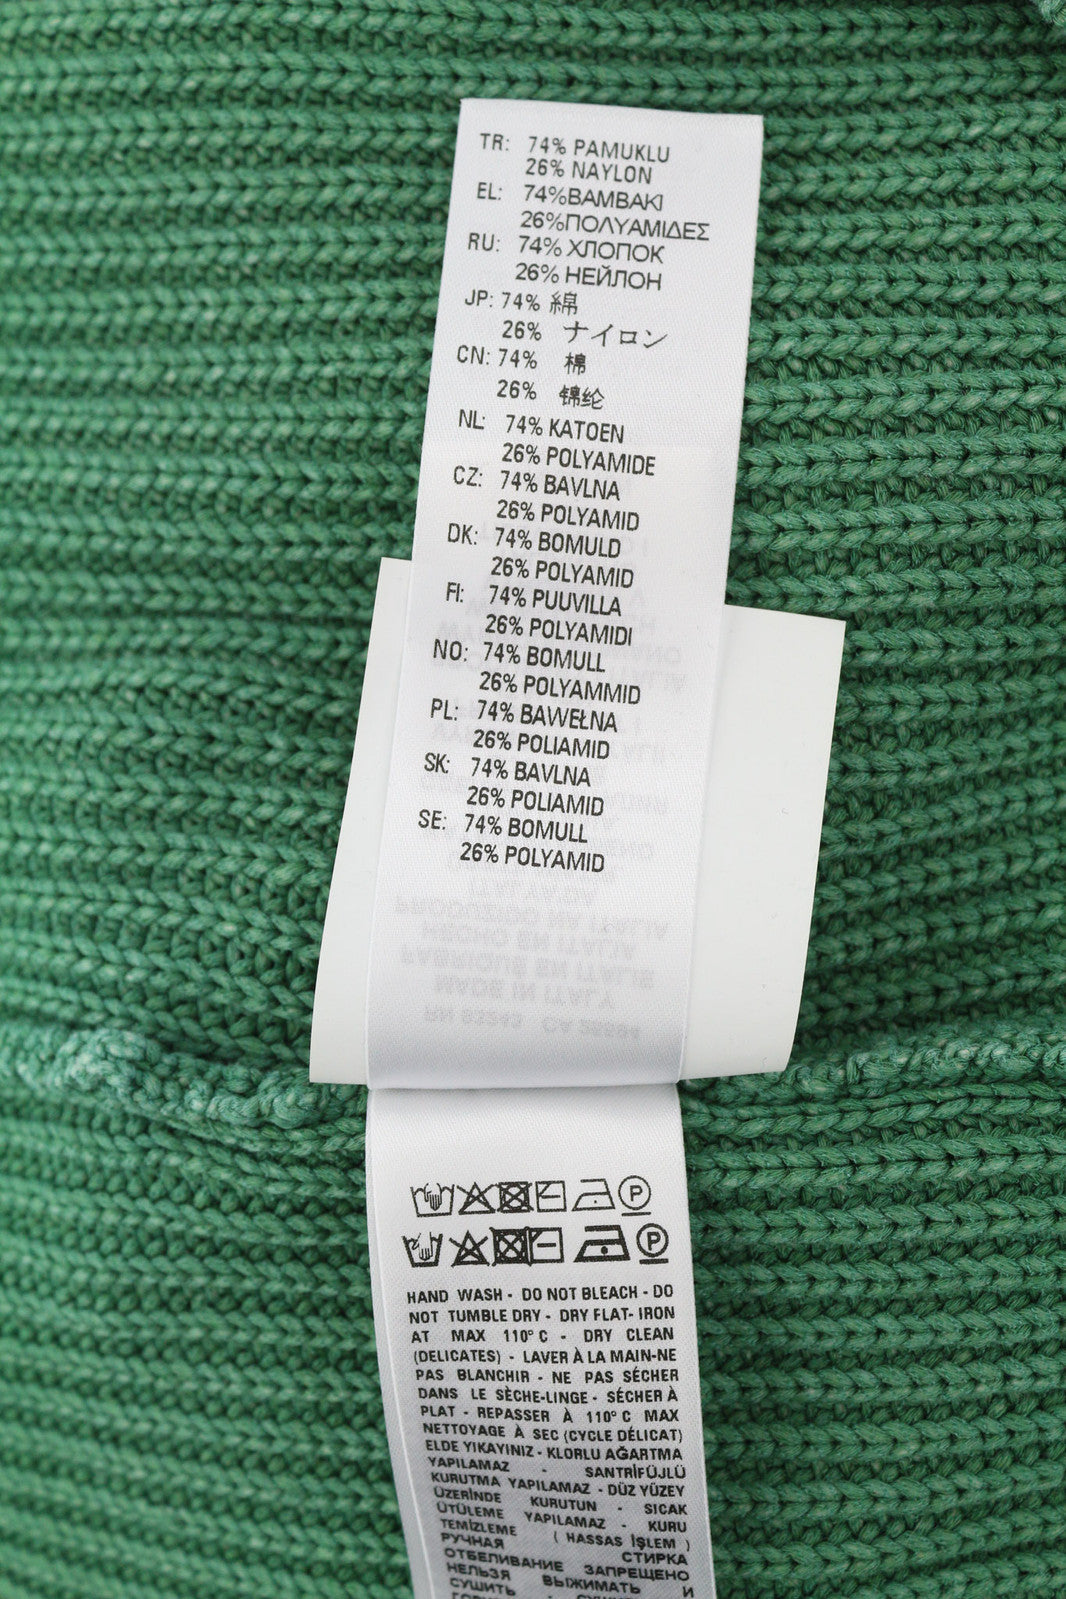 TR: 74% PAMUKLU
26% NAYLON
EL: 74%ΒΑΜΒΑΚΙ
26%ΠΟΛΥΑΜΙΔΕΣ
RU: 74% ХЛОПОК
26% НЕЙЛОН
JP: 74% 綿
26% ナイロン
CN: 74% 棉
26% 锦纶
NL: 74% KATOEN
26% POLYAMIDE
CZ: 74% BAVLNA
26% POLYAMID
DK: 74% BOMULD
26% POLYAMID
FI: 74% PUUVILLA
26% POLYAMIDI
NO: 74% BOMULL
26% POLYAMMID
PL: 74% BAWEŁNA
26% POLIAMID
SK: 74% BAVLNA
26% POLIAMID
SE: 74% BOMULL
26% POLYAMID
P
P
HAND WASH - DO NOT BLEACH - DO
NOT TUMBLE DRY - DRY FLAT- IRON
AT MAX 110° C - DRY CLEAN
(DELICATES) - LAVER À LA MAIN-NE
PAS BLANCHIR - NE PAS SÉCHER
DANS LE SÈCHE-LINGE - SÉCHER À
PLAT - REPASSER À 110° C MAX
NETTOYAGE À SEC (CYCLE DÉLICAT)
ELDE YIKAYINIZ - KLORLU AĞARTMA
YAPILAMAZ - SANTRİFÜJLÜ
KURUTMA YAPILAMAZ - DÜZ YÜZEY
ÜZERİNDE KURUTUN - SICAK
ÜTÜLEME YAPILAMAZ - KURU
TEMİZLEME ( HASSAS İŞLEM )
РУЧНАЯ СТИРКА
ОТБЕЛИВАНИЕ ЗАПРЕЩЕНО
НЕЛЬЗЯ ВЫЖИМАТЬ И
СУШИТЬ